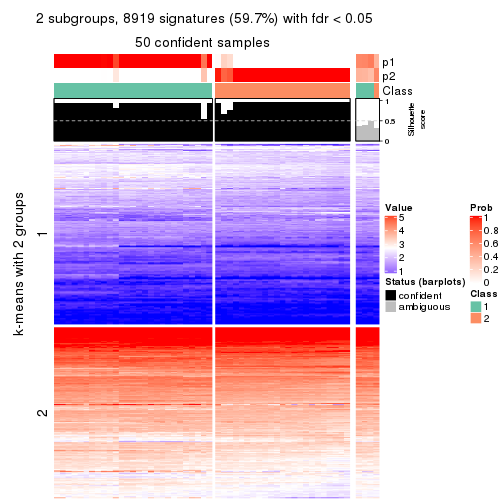 2 subgroups, 8919 signatures (59.7%) with fdr < 0.05
50 confident samples
p1
p2
Class
1
0.5
0
Silhouette
score
k-means with 2 groups
1
2
Value
5
4
3
2
1
Status (barplots)
confident
ambiguous
Prob
1
0.8
0.6
0.4
0.2
0
Class
1
2